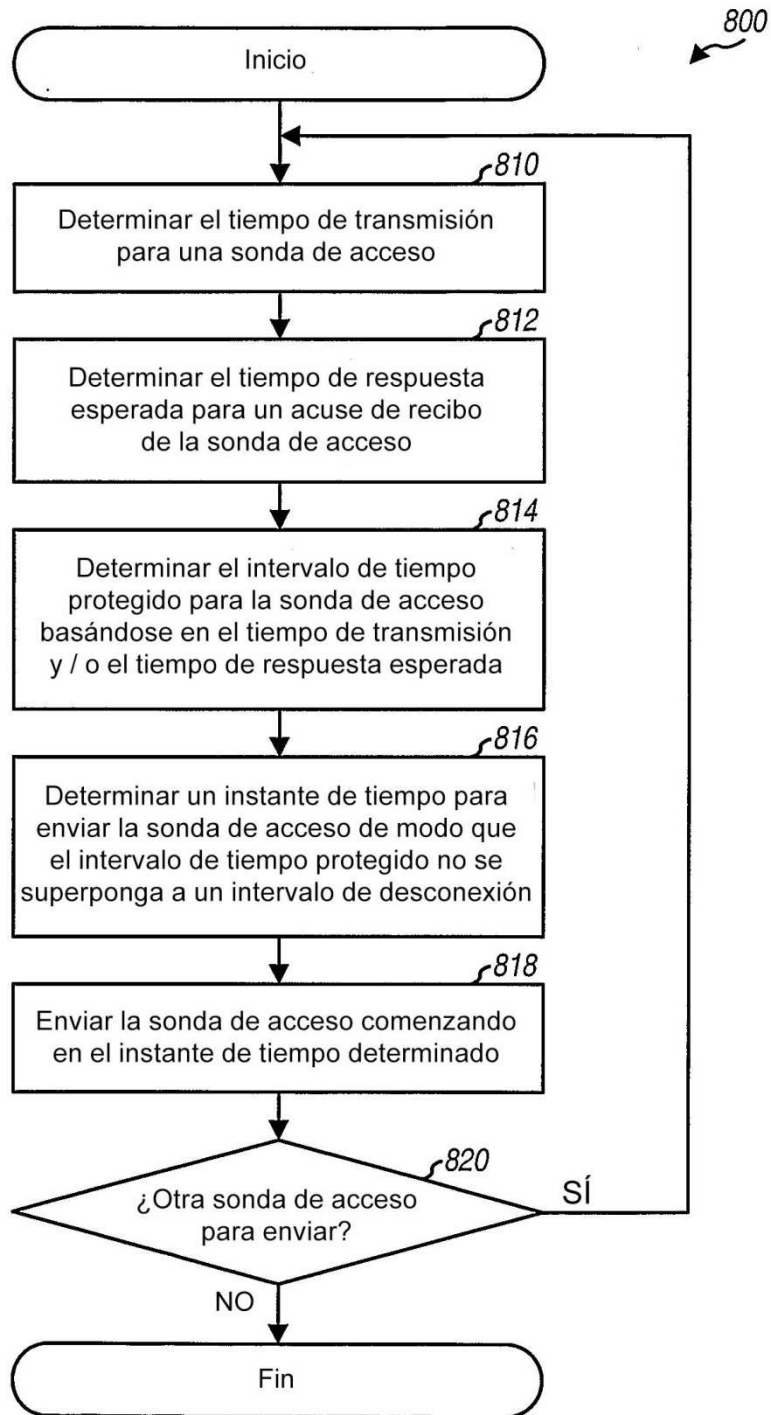 800
Inicio
810
Determinar el tiempo de transmisión
para una sonda de acceso
812
Determinar el tiempo de respuesta
esperada para un acuse de recibo
de la sonda de acceso
814
Determinar el intervalo de tiempo
protegido para la sonda de acceso
basándose en el tiempo de transmisión
y / o el tiempo de respuesta esperada
816
Determinar un instante de tiempo para
enviar la sonda de acceso de modo que
el intervalo de tiempo protegido no se
superponga a un intervalo de desconexión
818
Enviar la sonda de acceso comenzando
en el instante de tiempo determinado
820
¿Otra sonda de acceso
para enviar?
SÍ
NO
Fin